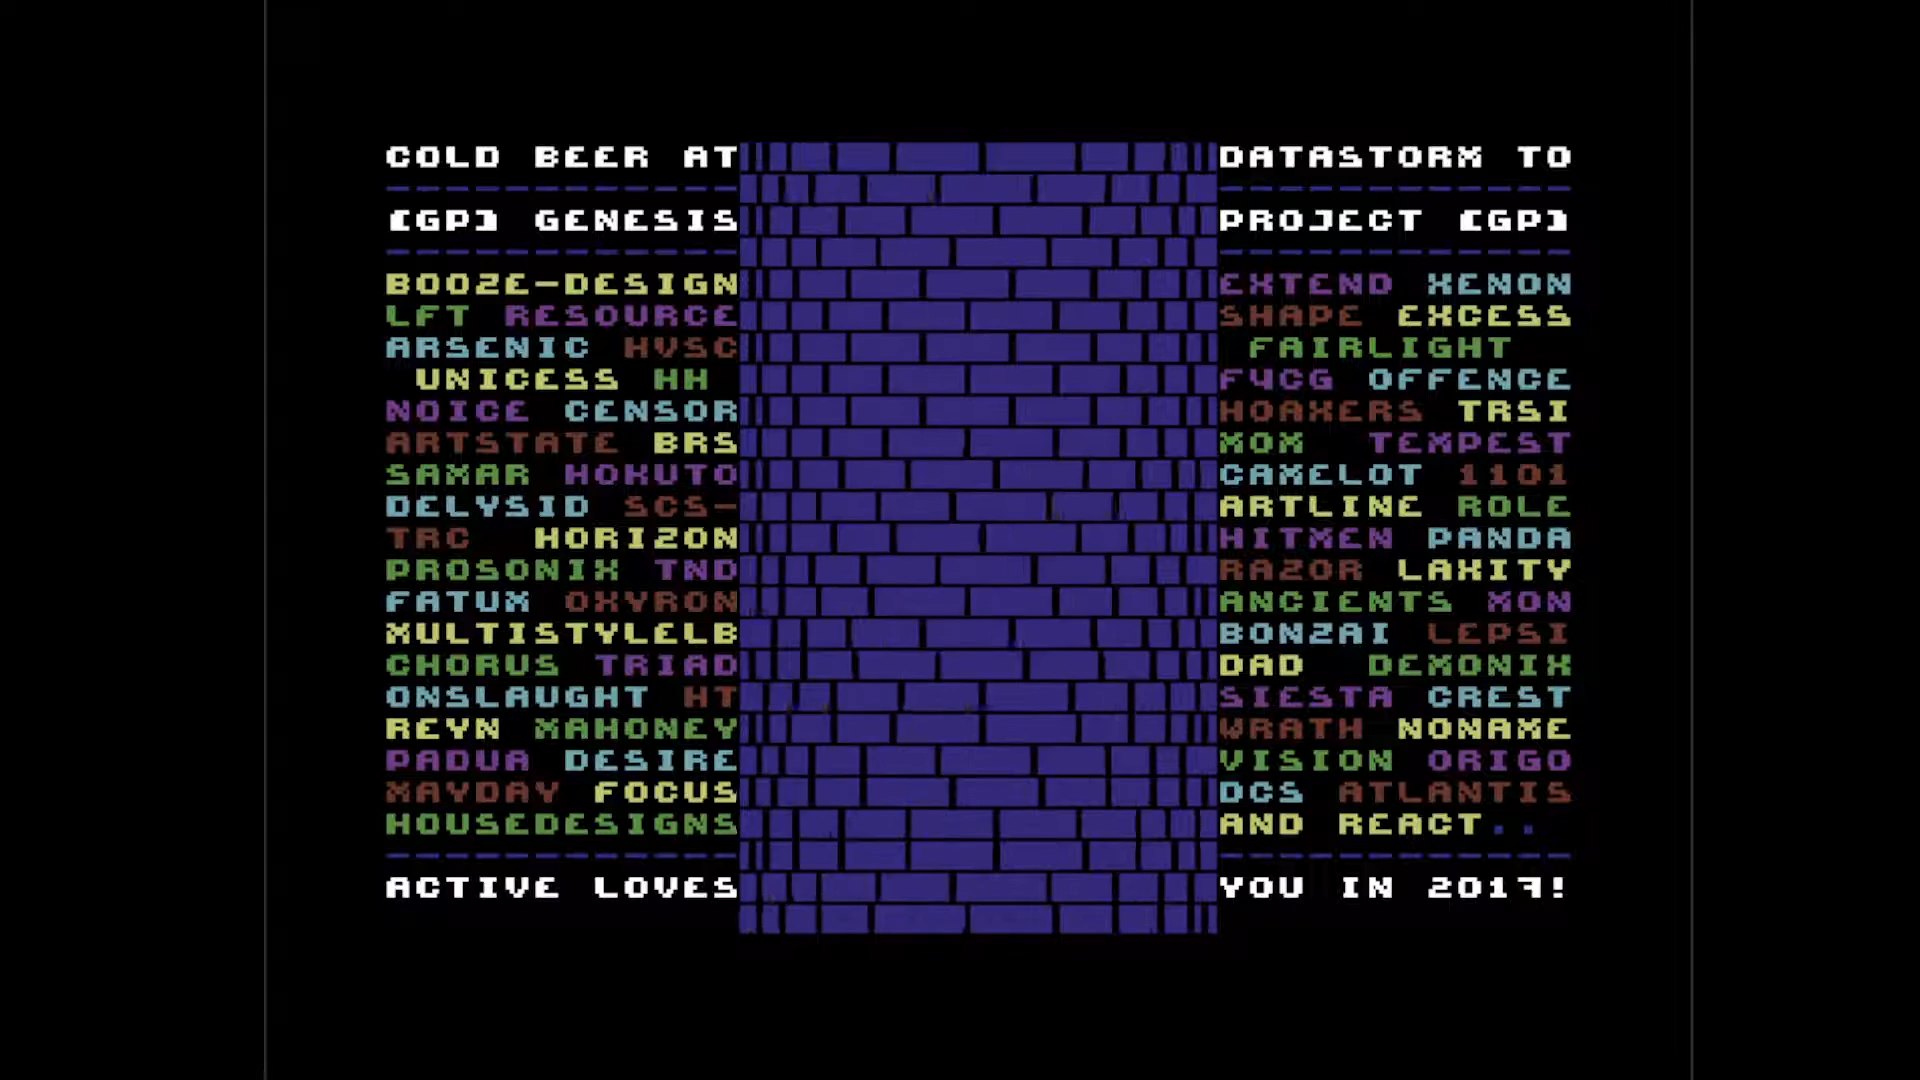 COLD BEER AT DATASTORM TO
[GP] GENESIS PROJECT [GP]
BOOZE-DESIGN EXTEND XENON
LFT RESOURCE SHAPE EXCESS
ARSENIC HVSC FAIRLIGHT
UNICESS HH F4CG OFFENCE
NOICE CENSOR HOAXERS TRSI
ARTSTATE BRS MOM TEMPEST
SAMAR HOKUTO CAMELOT 1101
DELYSID SCS- ARTLINE ROLE
TRC HORIZON HITMEN PANDA
PROSONIX TND RAZOR LAXITY
FATUM OXYRON ANCIENTS MON
MULTISTYLELB BONZAI LEPSI
CHORUS TRIAD DAD DEMONIX
ONSLAUGHT HT SIESTA CREST
REYN MAHONEY WRATH NONAME
PADUA DESIRE VISION ORIGO
MAYDAY FOCUS DCS ATLANTIS
HOUSEDESIGNS AND REACT..
ACTIVE LOVES YOU IN 2017!